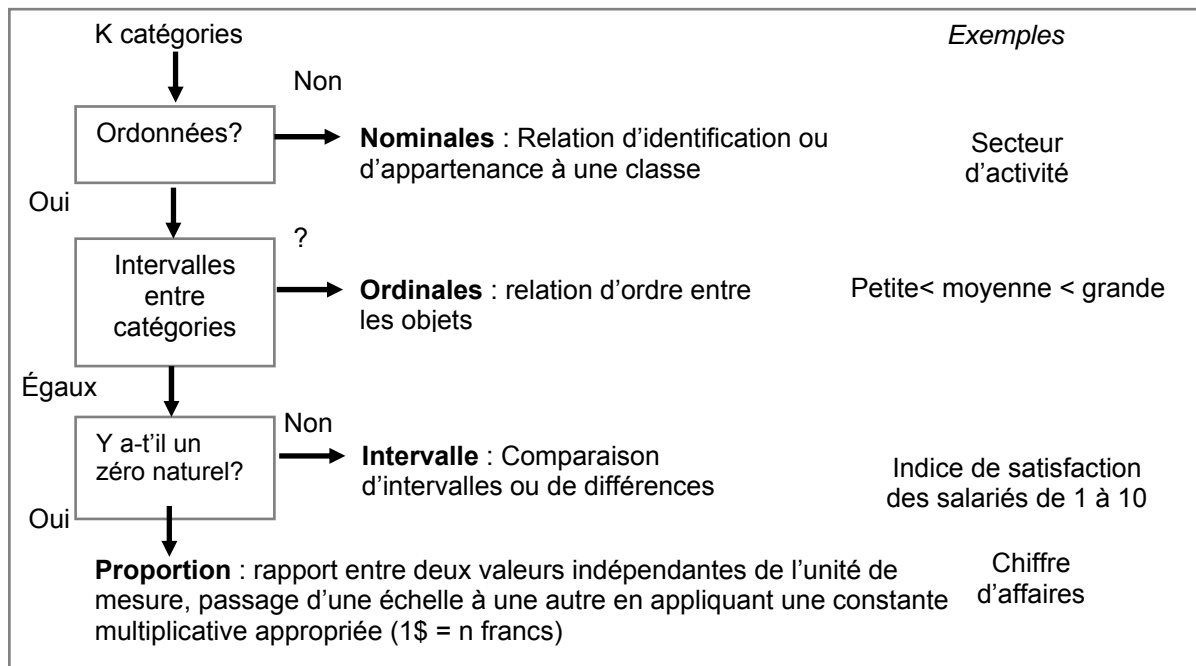 K catégories
Exemples
Non
Ordonnées?
Nominales : Relation d'identification ou
d'appartenance à une classe
Secteur
d'activité
Oui
?
Intervalles
entre
catégories
Ordinales : relation d'ordre entre
les objets
Petite< moyenne < grande
Égaux
Non
Y a-t'il un
zéro naturel?
Intervalle : Comparaison
d'intervalles ou de différences
Indice de satisfaction
des salariés de 1 à 10
Oui
Proportion : rapport entre deux valeurs indépendantes de l'unité de
mesure, passage d'une échelle à une autre en appliquant une constante
multiplicative appropriée (1$ = n francs)
Chiffre
d'affaires